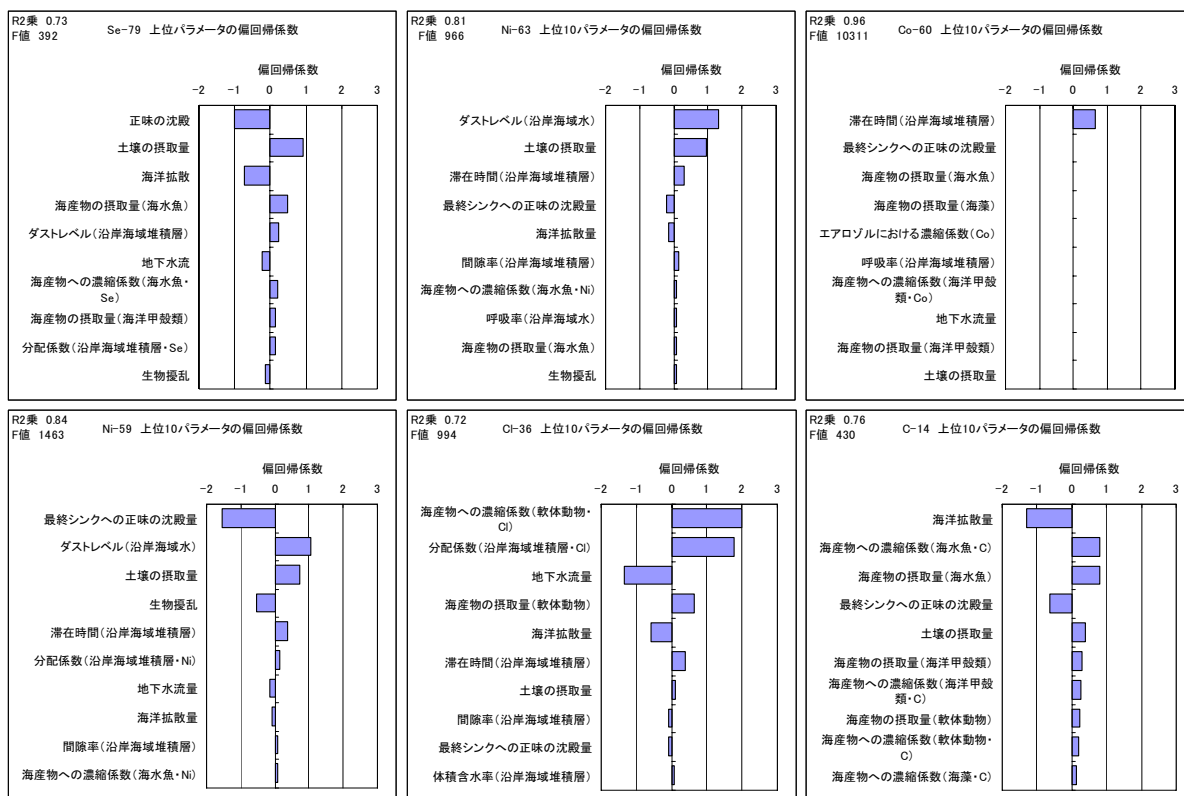 R2乗 0.73
F値 392
Se-79 上位パラメータの偏回帰係数
偏回帰係数
-2 -1 0 1 2 3
正味の沈殿
土壌の摂取量
海洋拡散
海産物の摂取量(海水魚)
ダストレベル(沿岸海域堆積層)
地下水流
海産物への濃縮係数(海水魚・
Se)
海産物の摂取量(海洋甲殻類)
分配係数(沿岸海域堆積層・Se)
生物擾乱
R2乗 0.81
F値 966
Ni-63 上位10パラメータの偏回帰係数
偏回帰係数
-2 -1 0 1 2 3
ダストレベル(沿岸海域水)
土壌の摂取量
滞在時間(沿岸海域堆積層)
最終シンクへの正味の沈殿量
海洋拡散量
間隙率(沿岸海域堆積層)
海産物への濃縮係数(海水魚・Ni)
呼吸率(沿岸海域水)
海産物の摂取量(海水魚)
生物擾乱
R2乗 0.96
F値 10311
Co-60 上位10パラメータの偏回帰係数
偏回帰係数
-2 -1 0 1 2 3
滞在時間(沿岸海域堆積層)
最終シンクへの正味の沈殿量
海産物の摂取量(海水魚)
海産物の摂取量(海藻)
エアロゾルにおける濃縮係数(Co)
呼吸率(沿岸海域堆積層)
海産物への濃縮係数(海洋甲殻
類・Co)
地下水流量
海産物の摂取量(海洋甲殻類)
土壌の摂取量
R2乗 0.84
F値 1463
Ni-59 上位10パラメータの偏回帰係数
偏回帰係数
-2 -1 0 1 2 3
最終シンクへの正味の沈殿量
ダストレベル(沿岸海域水)
土壌の摂取量
生物擾乱
滞在時間(沿岸海域堆積層)
分配係数(沿岸海域堆積層・Ni)
地下水流量
海洋拡散量
間隙率(沿岸海域堆積層)
海産物への濃縮係数(海水魚・Ni)
R2乗 0.72
F値 994
Cl-36 上位10パラメータの偏回帰係数
偏回帰係数
-2 -1 0 1 2 3
海産物への濃縮係数(軟体動物・
Cl)
分配係数(沿岸海域堆積層・Cl)
地下水流量
海産物の摂取量(軟体動物)
海洋拡散量
滞在時間(沿岸海域堆積層)
土壌の摂取量
間隙率(沿岸海域堆積層)
最終シンクへの正味の沈殿量
体積含水率(沿岸海域堆積層)
R2乗 0.76
F値 430
C-14 上位10パラメータの偏回帰係数
偏回帰係数
-2 -1 0 1 2 3
海洋拡散量
海産物への濃縮係数(海水魚・C)
海産物の摂取量(海水魚)
最終シンクへの正味の沈殿量
土壌の摂取量
海産物の摂取量(海洋甲殻類)
海産物への濃縮係数(海洋甲殻
類・C)
海産物の摂取量(軟体動物)
海産物への濃縮係数(軟体動物・
C)
海産物への濃縮係数(海藻・C)